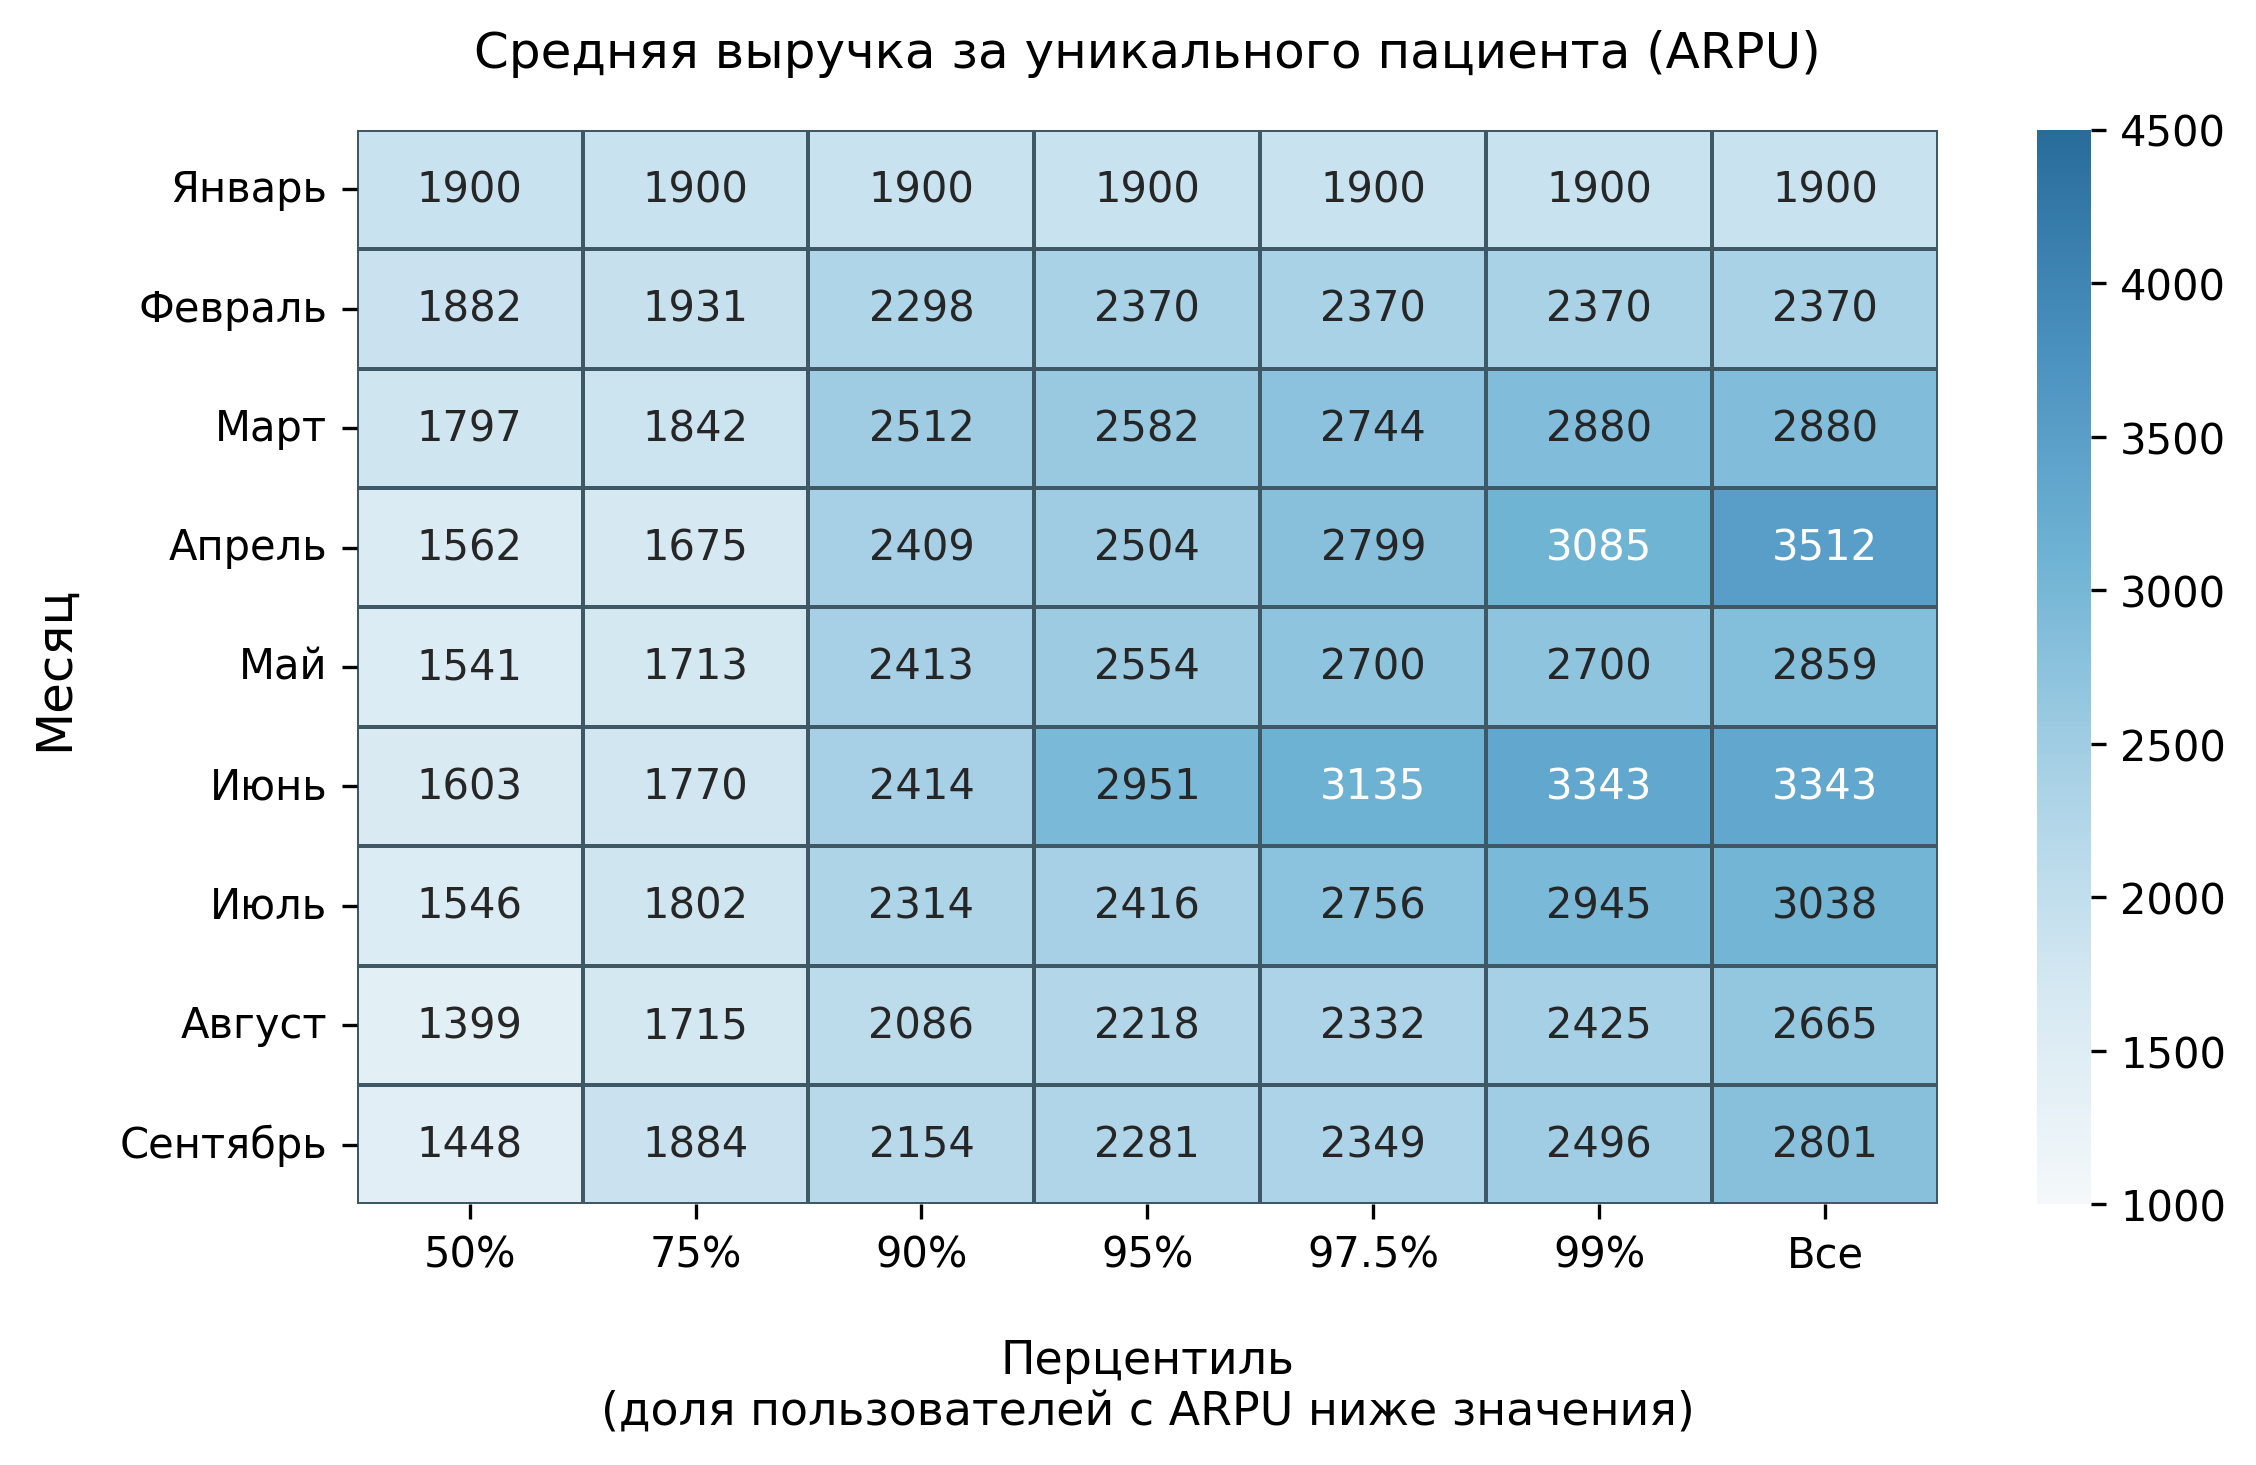 Средняя выручка за уникального пациента (ARPU)
4500
Январь 1900 1900 1900 1900 1900 1900 1900
4000
Февраль 1882 1931 2298 2370 2370 2370 2370
Март 1797 1842 2512 2582 2744 2880 2880
3500
Апрель 1562 1675 2409 2504 2799 3085 3512
3000
Месяц
Май 1541 1713 2413 2554 2700 2700 2859
2500
Июнь 1603 1770 2414 2951 3135 3343 3343
Июль 1546 1802 2314 2416 2756 2945 3038
2000
Август 1399 1715 2086 2218 2332 2425 2665
1500
Сентябрь 1448 1884 2154 2281 2349 2496 2801
1000
50% 75% 90% 95% 97.5% 99% Все
Перцентиль
(доля пользователей с ARPU ниже значения)